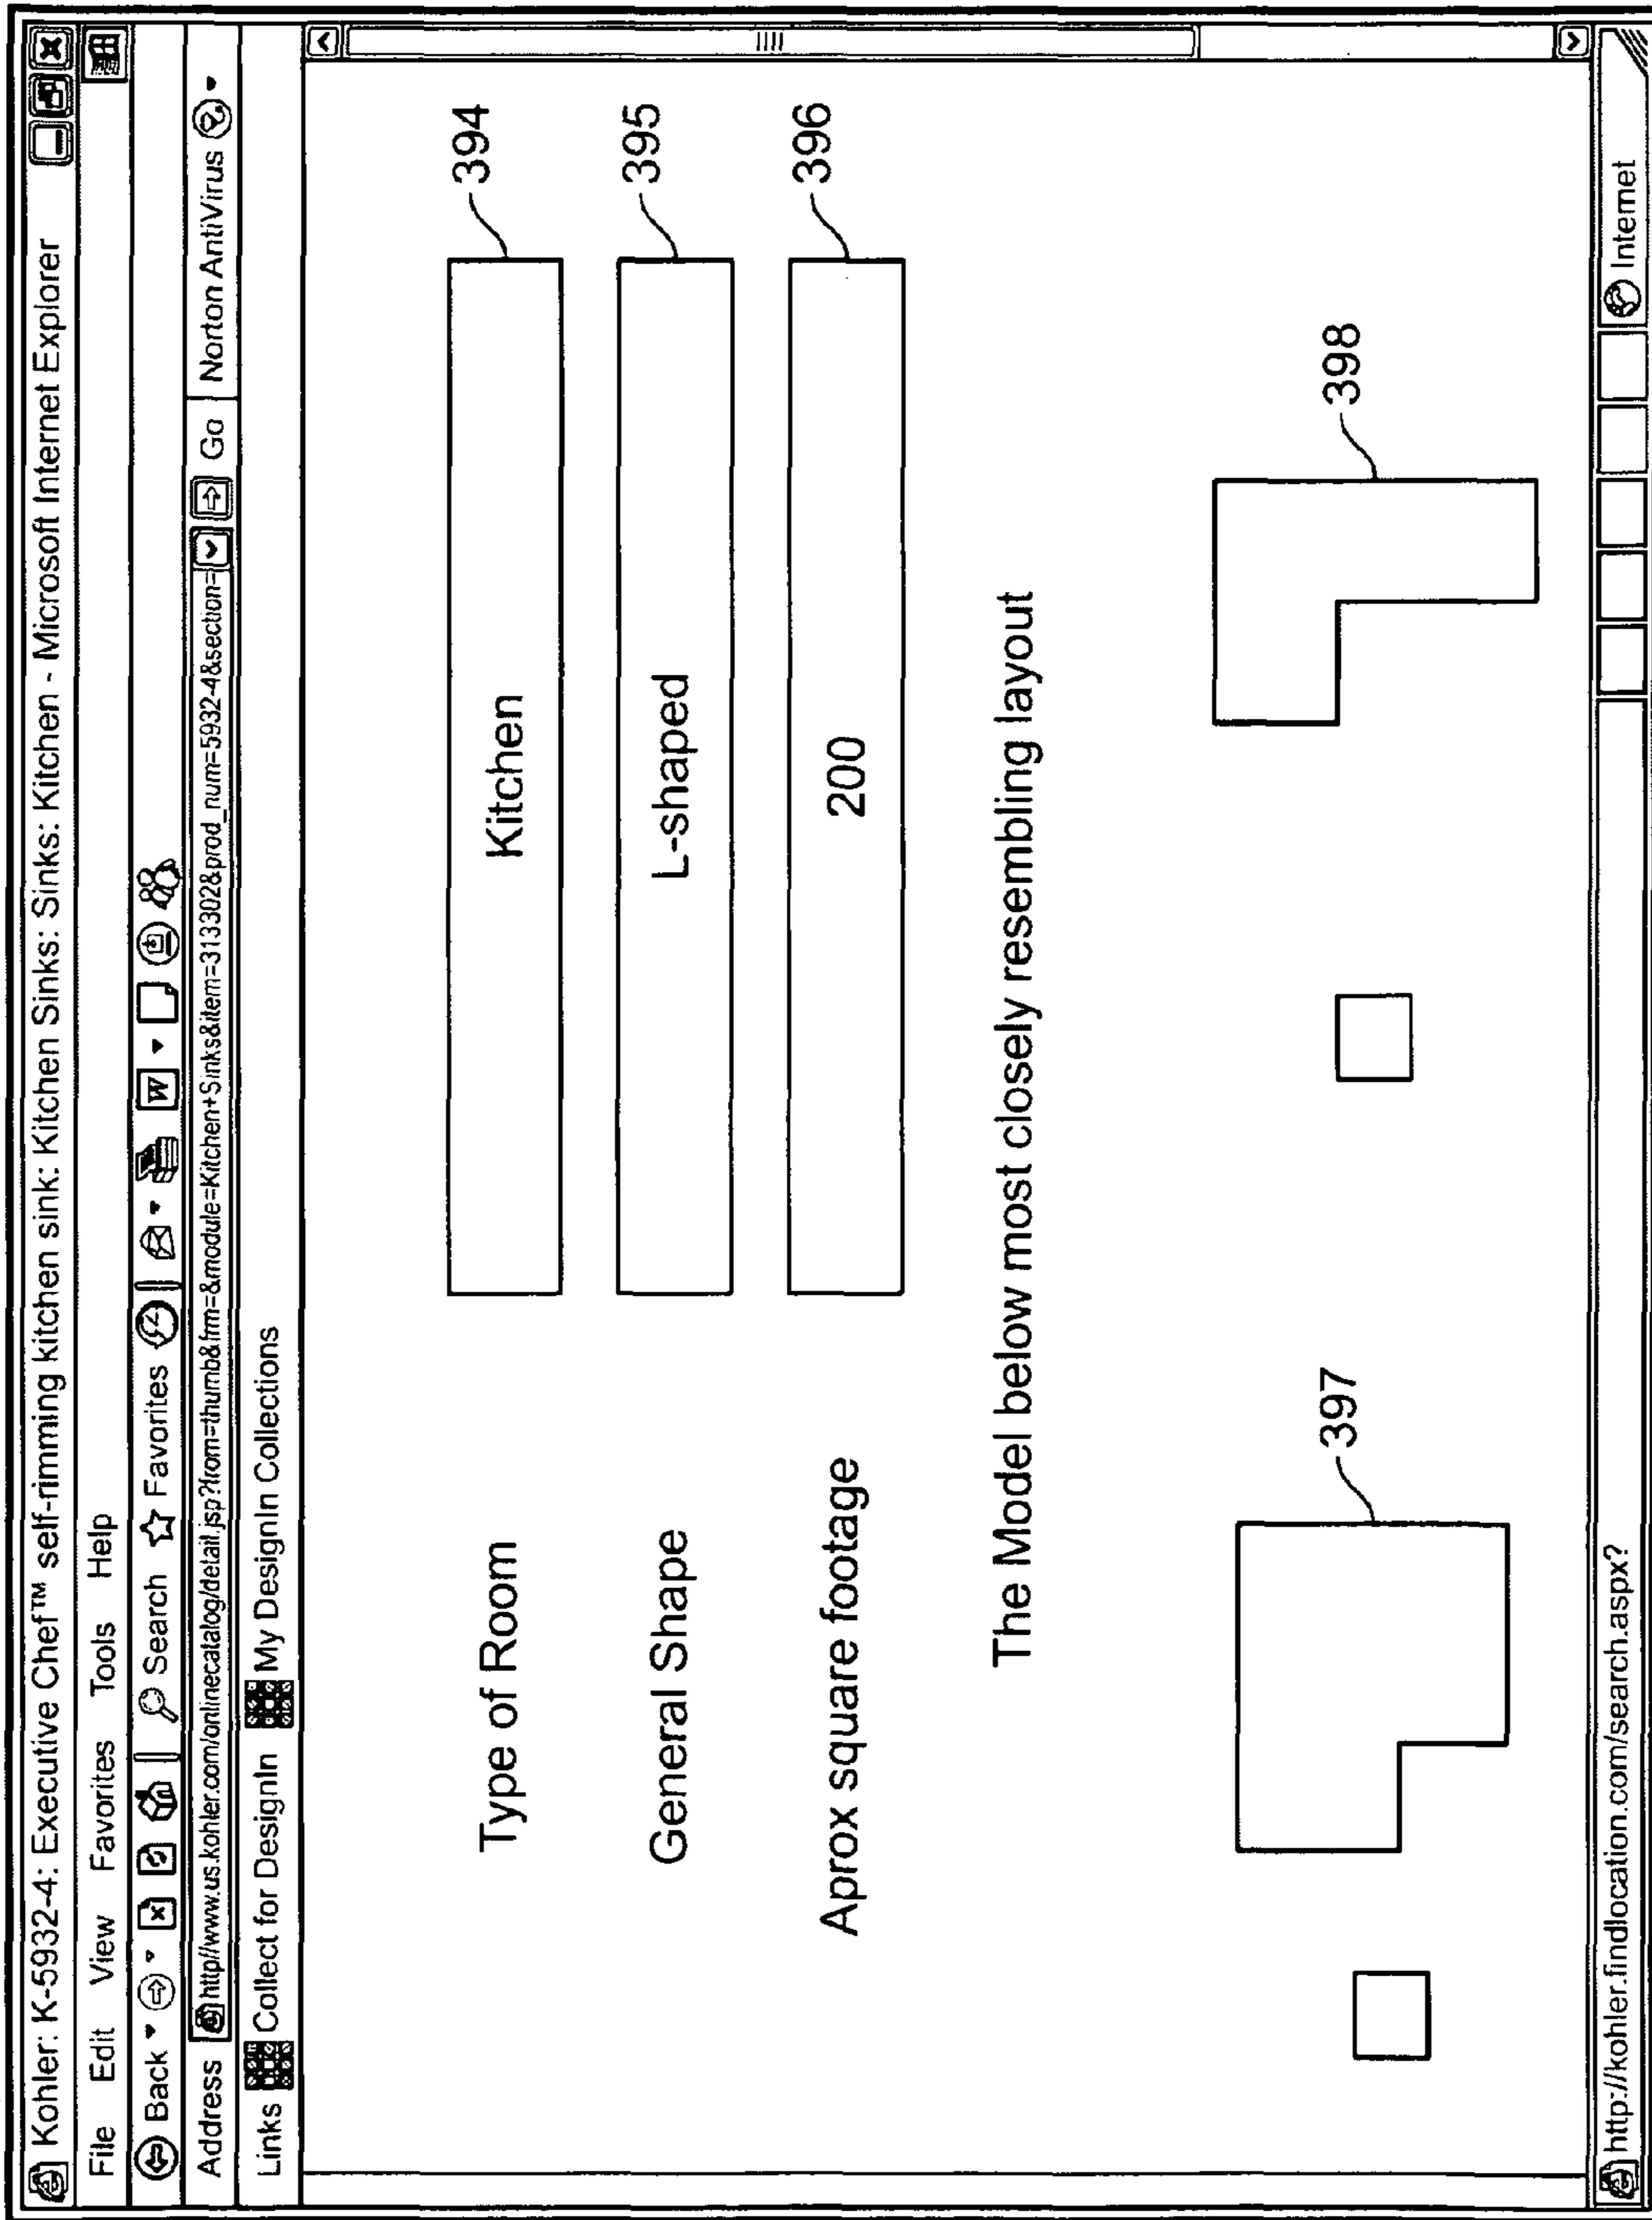 Kohler: K-5932-4: Executive Chef™ self-rimming kitchen sink: Kitchen Sinks: Sinks: Kitchen - Microsoft Internet Explorer
File Edit View Favorites Tools Help
Back Search Favorites W
Address http//www.us.kohler.com/onlinecatalog/detail.jsp?from=thumb&frm=&module=Kitchen+Sinks&item=313302&prod_num=5932-4&section= Go Norton AntiVirus
Links Collect for DesignIn My DesignIn Collections
Type of Room Kitchen 394
General Shape L-shaped 395
Aprox square footage 200 396
The Model below most closely resembling layout
397 398
http://kohler.findlocation.com/search.aspx? Internet